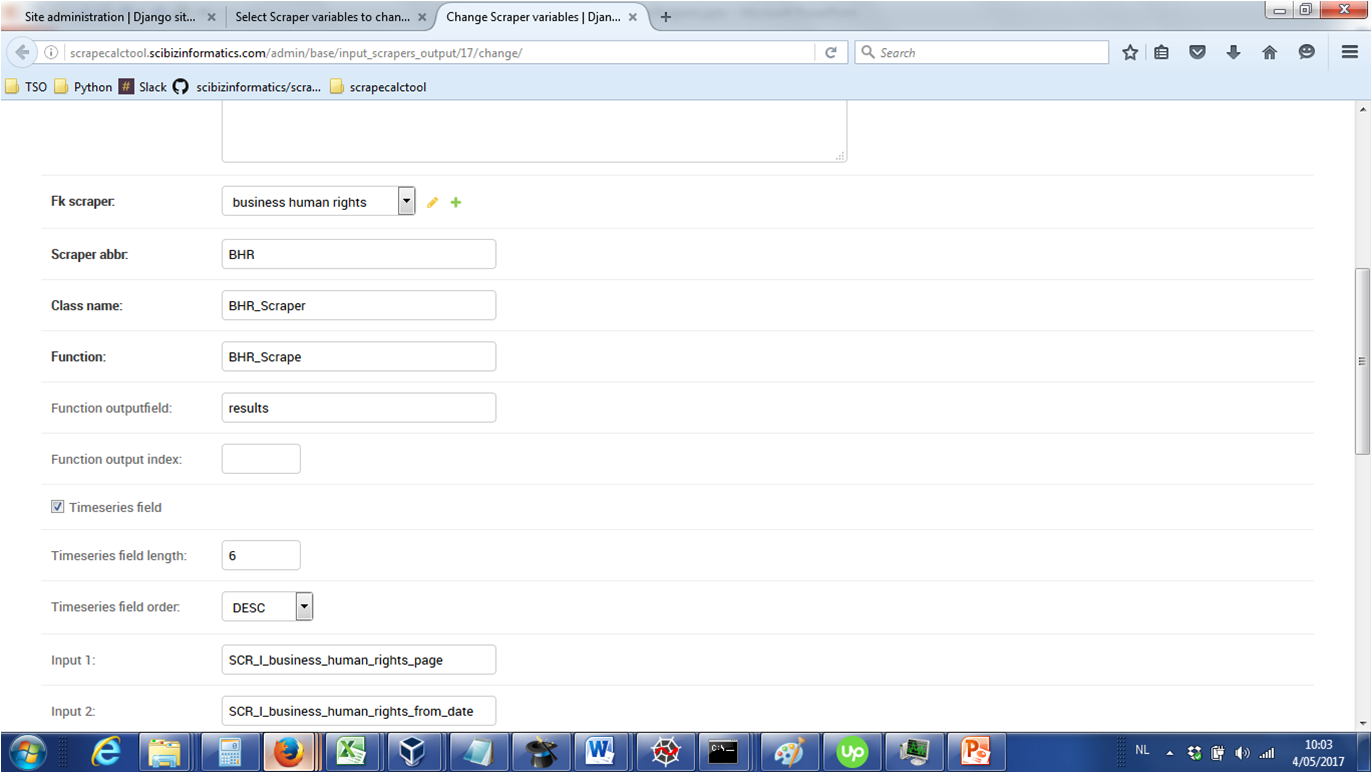 Site administration | Django sit...
Select Scraper variables to chan...
Change Scraper variables | Djan...
scrapecalctool.scibizinformatics.com/admin/base/input_scrapers_output/17/change/
Search
TSO
Python
Slack
scibizinformatics/scra...
scrapecalctool
Fk scraper:
business human rights
Scraper abbr:
BHR
Class name:
BHR_Scraper
Function:
BHR_Scrape
Function outputfield:
results
Function output index:
Timeseries field
Timeseries field length:
6
Timeseries field order:
DESC
Input 1:
SCR_I_business_human_rights_page
Input 2:
SCR_I_business_human_rights_from_date
NL
10:03
4/05/2017